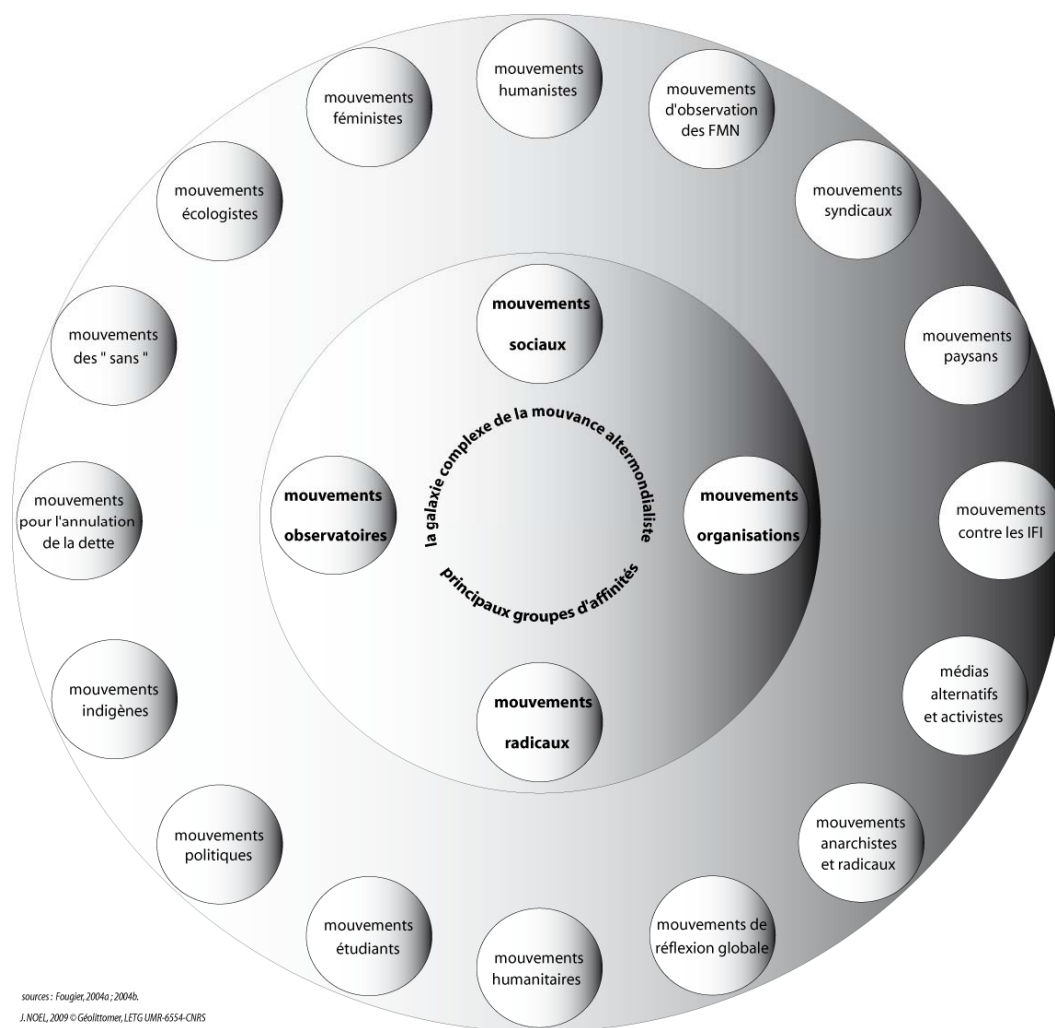 mouvements
humanistes
mouvements
féministes
mouvements
d'observation
des FMN
mouvements
écologistes
mouvements
syndicaux
mouvements
des " sans "
mouvements
sociaux
mouvements
paysans
la galaxie complexe de la mouvance altermondialiste
mouvements
pour l'annulation
de la dette
mouvements
observatoires
mouvements
organisations
mouvements
contre les IFI
principaux groupes d'affinités
mouvements
indigènes
mouvements
radicaux
médias
alternatifs
et activistes
mouvements
politiques
mouvements
anarchistes
et radicaux
mouvements
étudiants
mouvements
humanitaires
mouvements de
réflexion globale
sources : Fougier, 2004a ; 2004b.
J. NOEL, 2009 © Géolittomer, LETG UMR-6554-CNRS